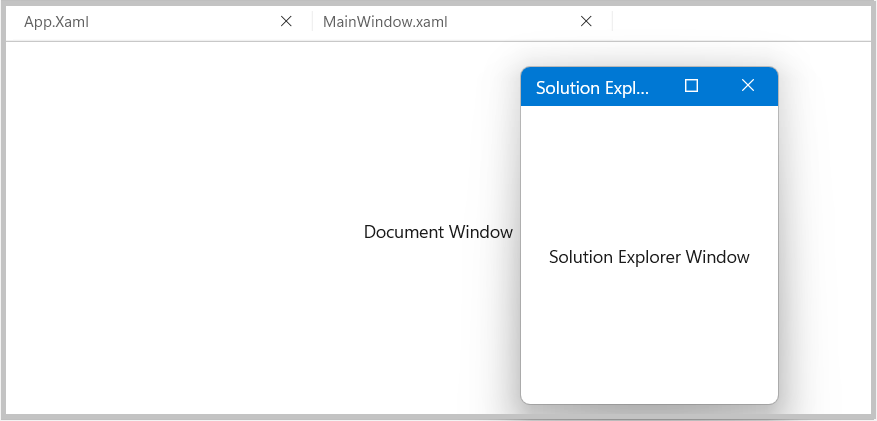 App.Xaml
MainWindow.xaml
Solution Expl...
Document Window
Solution Explorer Window